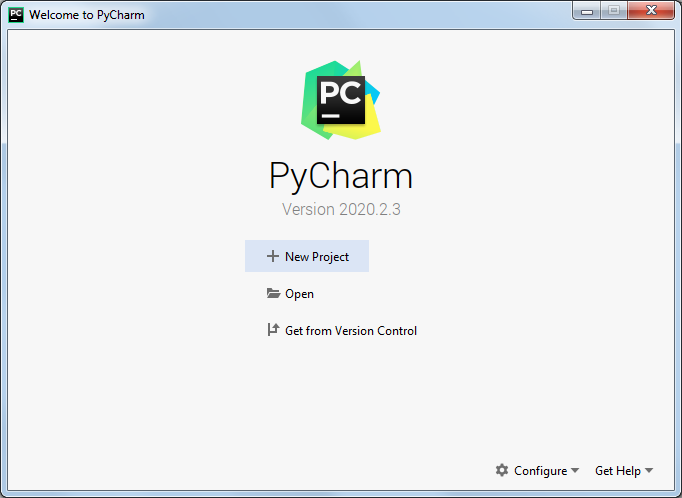 PC Welcome to PyCharm
PC
PyCharm
Version 2020.2.3
New Project
Open
Get from Version Control
Configure Get Help